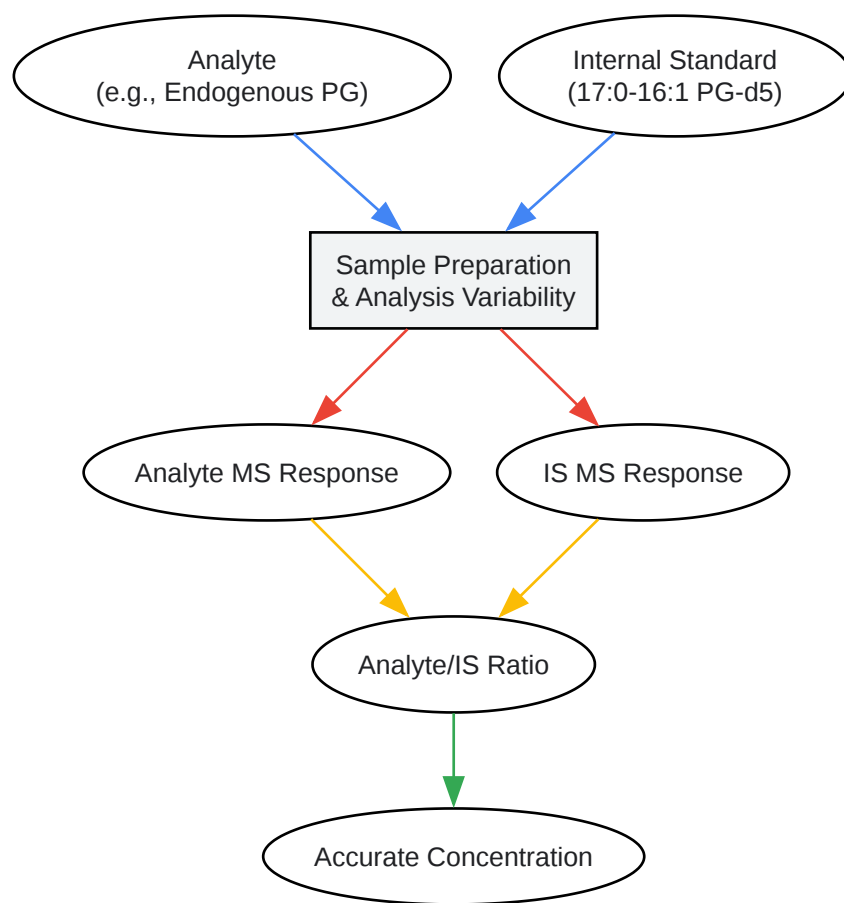 Analyte
(e.g., Endogenous PG)
Internal Standard
(17:0-16:1 PG-d5)
Sample Preparation
& Analysis Variability
Analyte MS Response
IS MS Response
Analyte/IS Ratio
Accurate Concentration